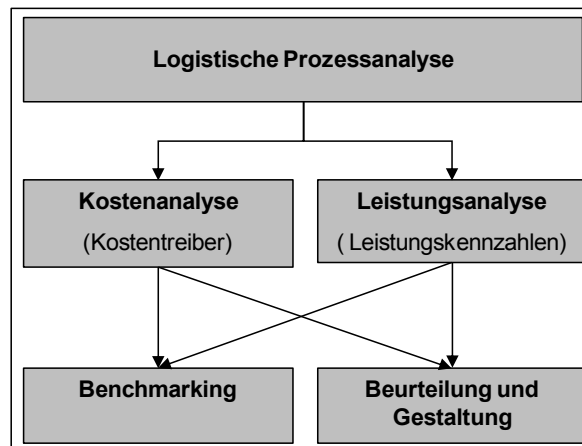 Logistische Prozessanalyse
Kostenanalyse
(Kostentreiber)
Leistungsanalyse
( Leistungskennzahlen)
Benchmarking
Beurteilung und
Gestaltung